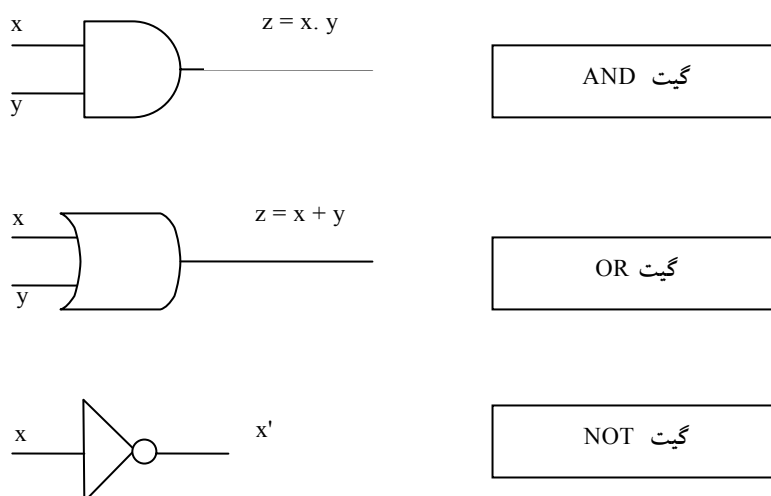 x
z = x. y
گیت AND
y
x
z = x + y
گیت OR
y
x
x'
گیت NOT